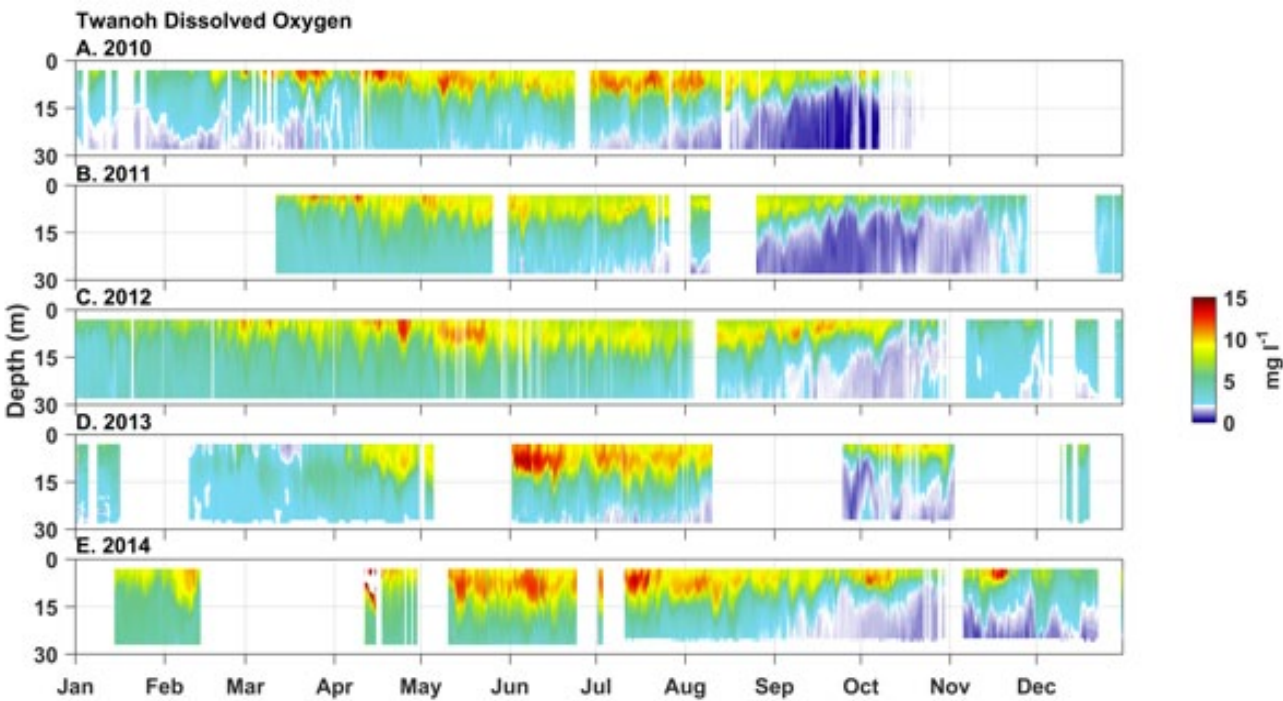 Twanoh Dissolved Oxygen
A. 2010
0
15
30
B. 2011
0
15
30
C. 2012
0
15
30
D. 2013
0
15
30
E. 2014
0
15
30
Depth (m)
Jan Feb Mar Apr May Jun Jul Aug Sep Oct Nov Dec
15
10
5
0
mg l⁻¹